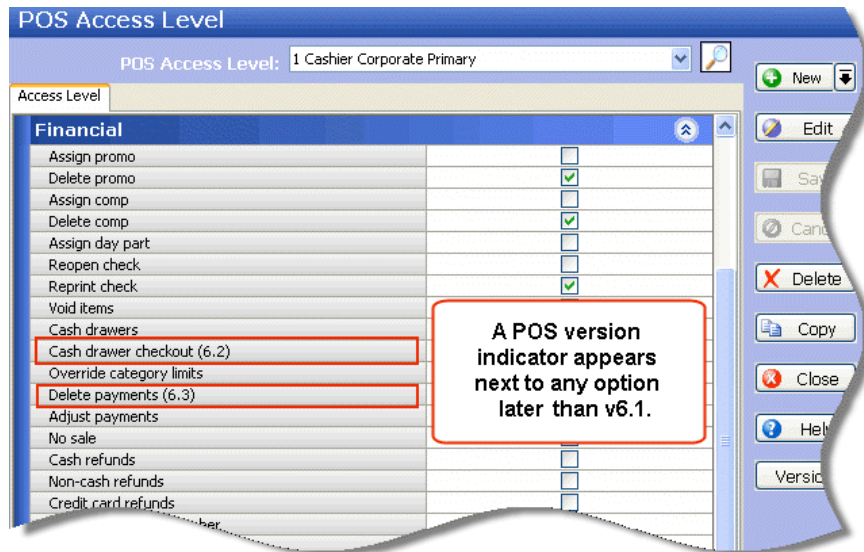 POS Access Level
POS Access Level: 1 Cashier Corporate Primary
New
Access Level
Financial
Edit
Assign promo
Delete promo
Assign comp
Delete comp
Assign day part
Reopen check
Reprint check
Delete
Void items
Cash drawers
Cash drawer checkout (6.2)
Override category limits
Delete payments (6.3)
Adjust payments
No sale
Cash refunds
Non-cash refunds
Credit card refunds
A POS version
indicator appears
next to any option
later than v6.1.
Copy
Close